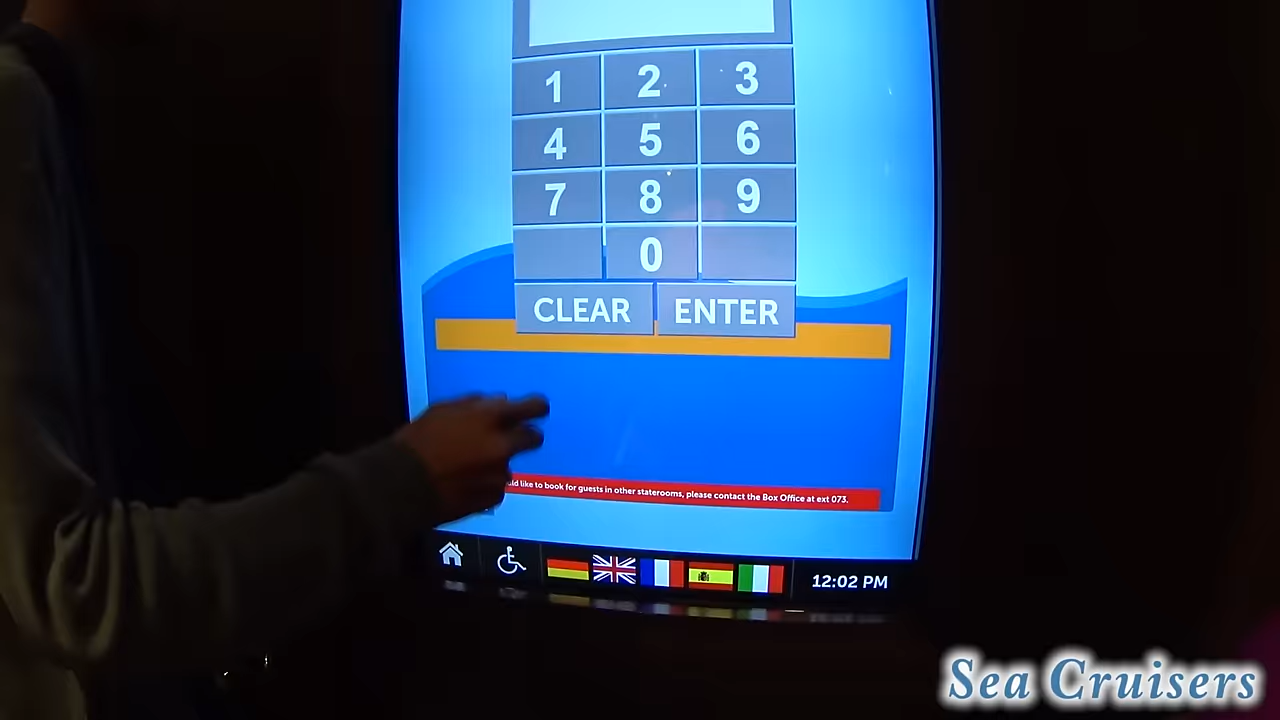 1 2 3
4 5 6
7 8 9
0
CLEAR ENTER
like to book for guests in other staterooms, please contact the Box Office at ext 073.
12:02 PM
Sea Cruisers